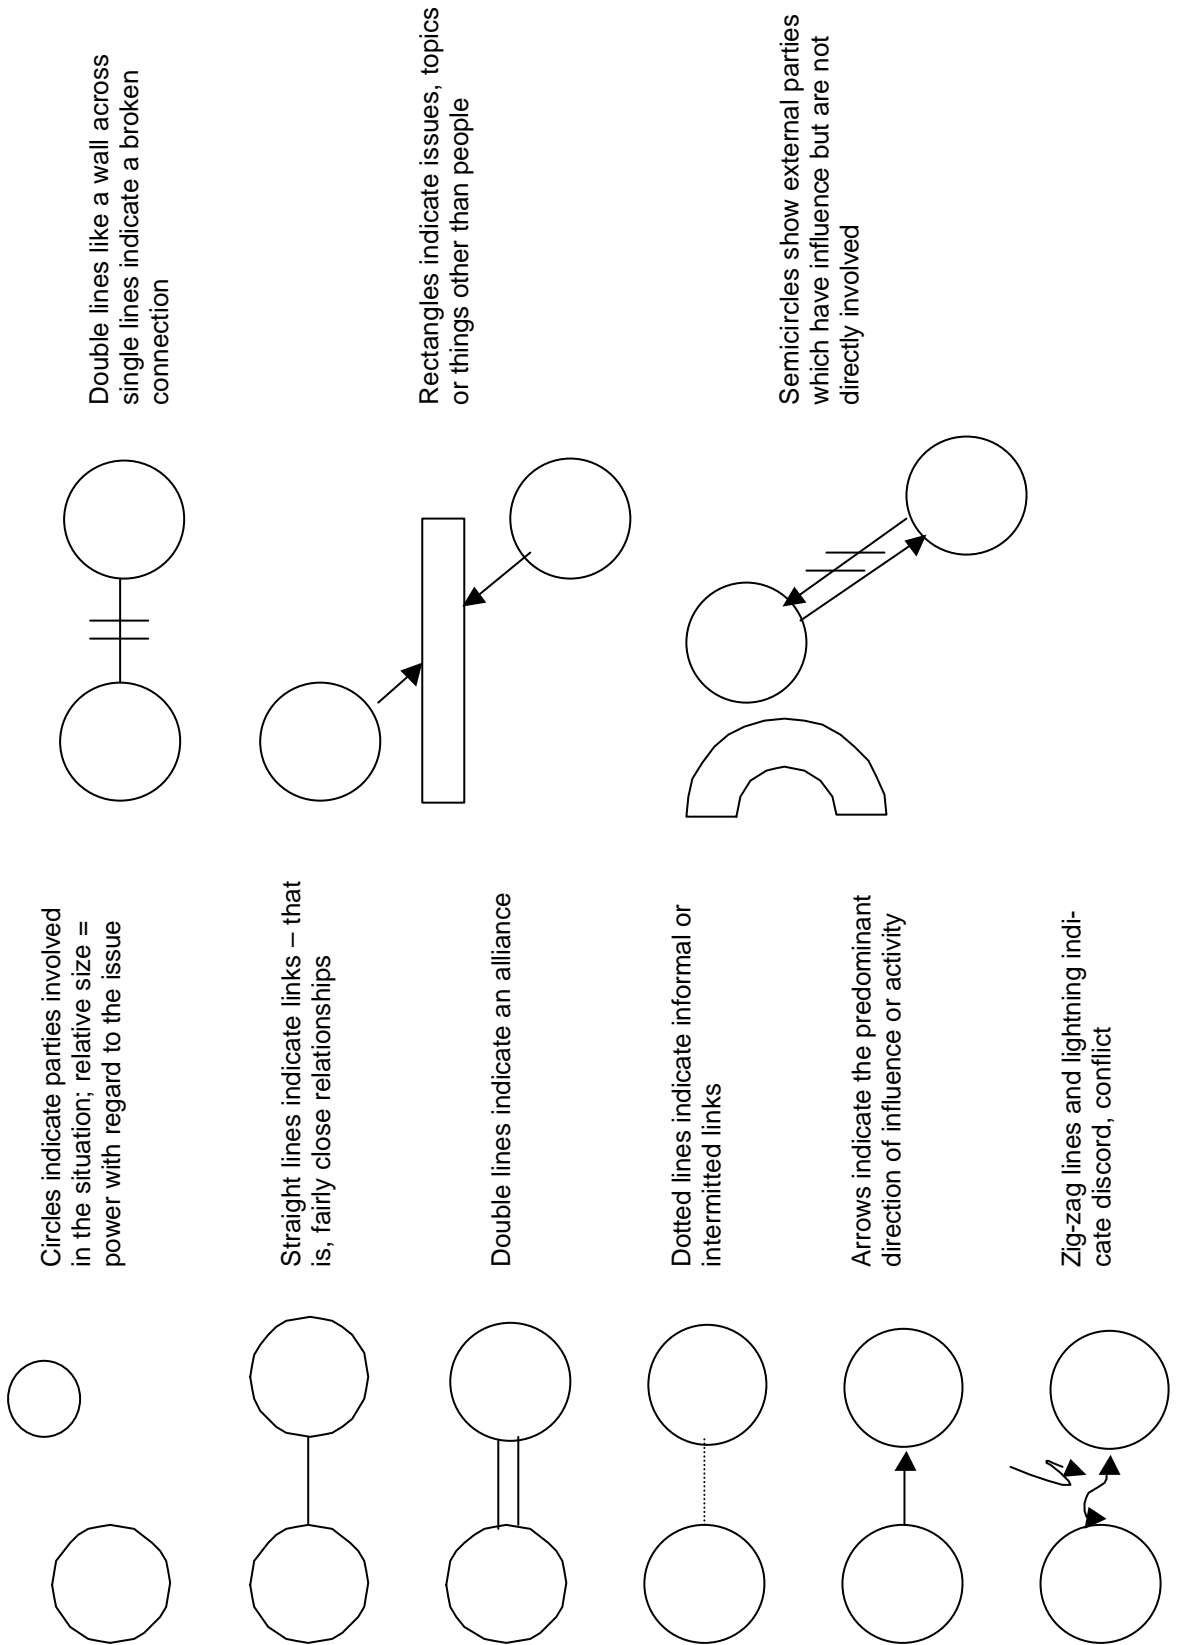 Circles indicate parties involved
in the situation; relative size =
power with regard to the issue
Straight lines indicate links – that
is, fairly close relationships
Double lines indicate an alliance
Dotted lines indicate informal or
intermitted links
Arrows indicate the predominant
direction of influence or activity
Zig-zag lines and lightning indi-
cate discord, conflict
Double lines like a wall across
single lines indicate a broken
connection
Rectangles indicate issues, topics
or things other than people
Semicircles show external parties
which have influence but are not
directly involved